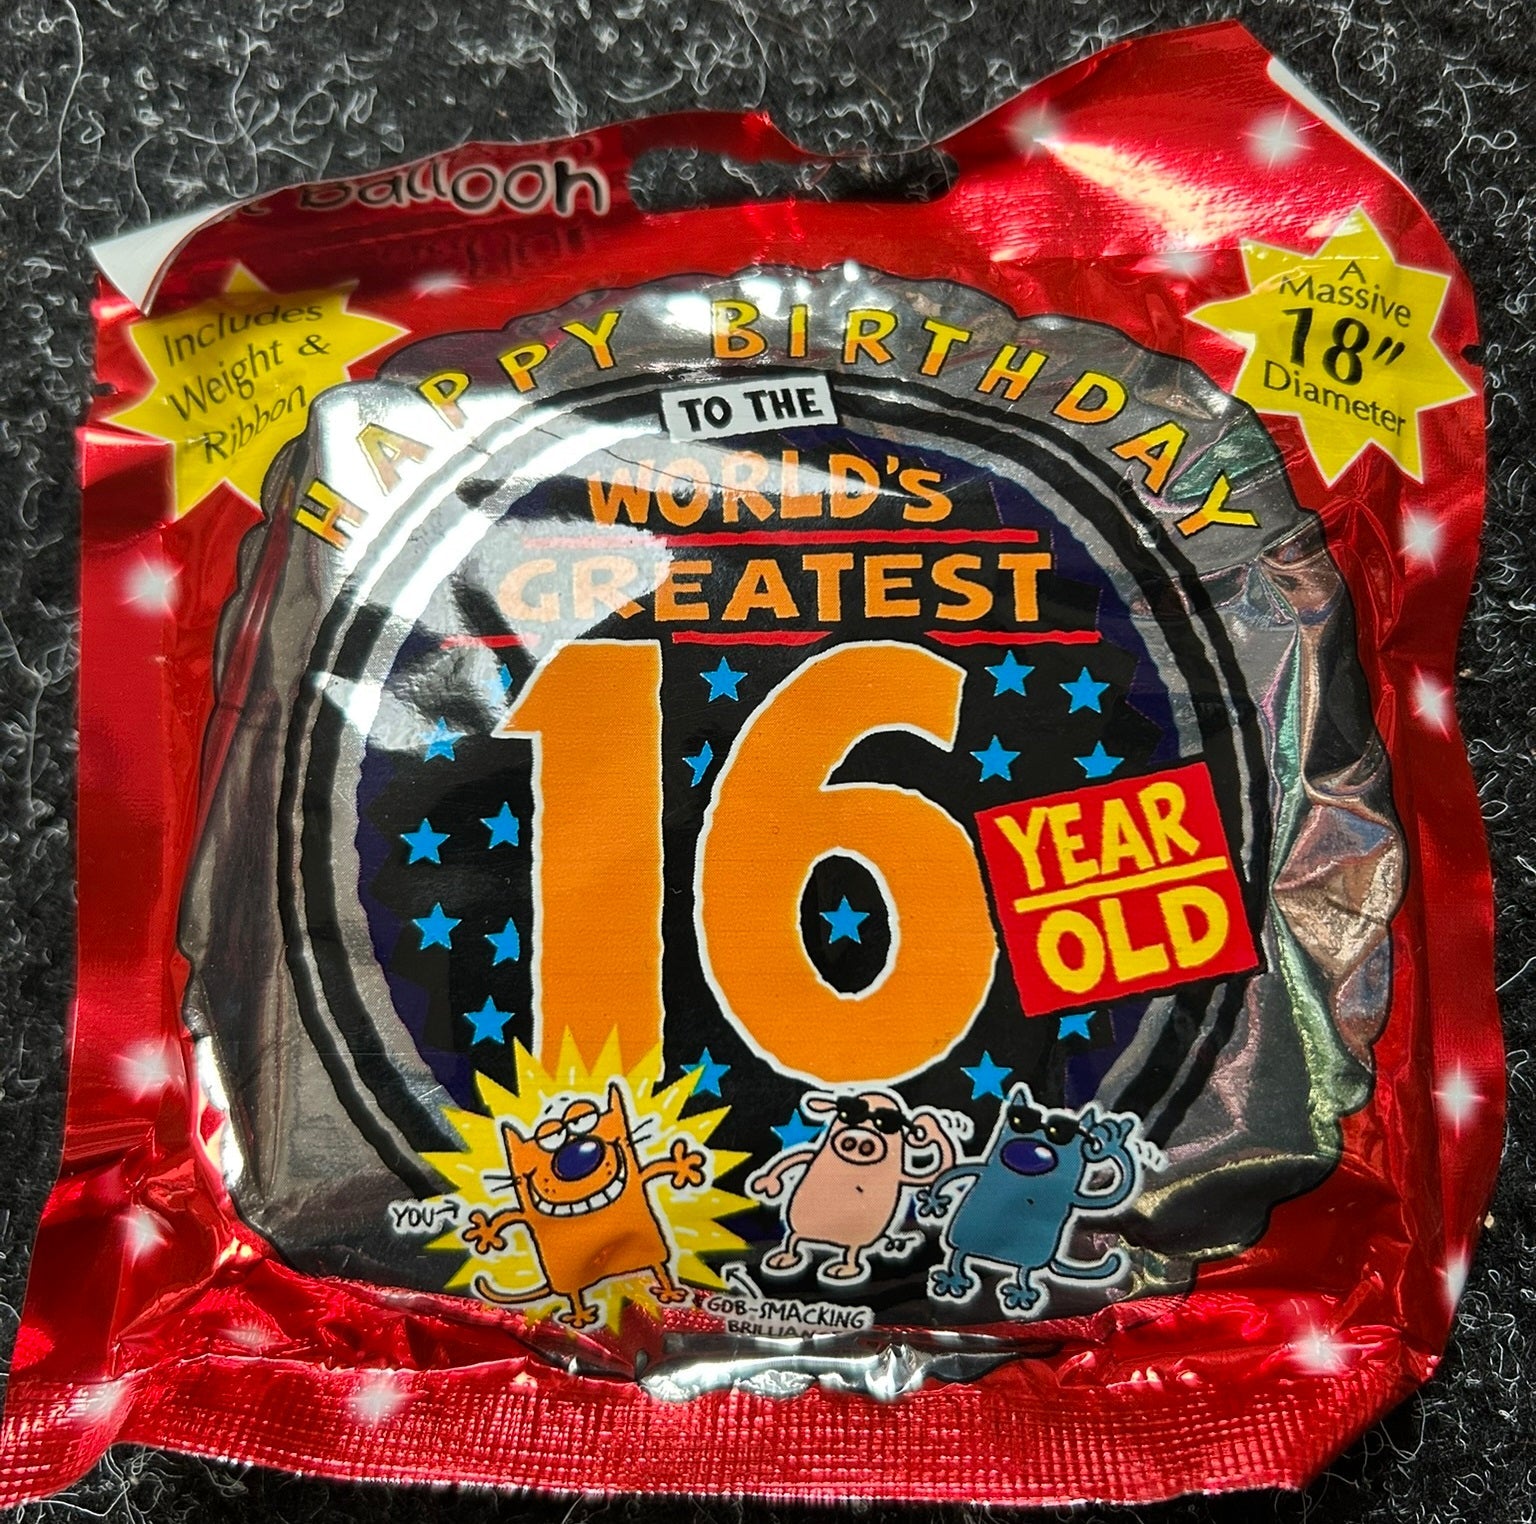 Balloon
Includes
Weight &
Ribbon
A
Massive
18"
Diameter
HAPPY BIRTHDAY
TO THE
WORLD'S
GREATEST
16
YEAR
OLD
YOU
GOB-SMACKING